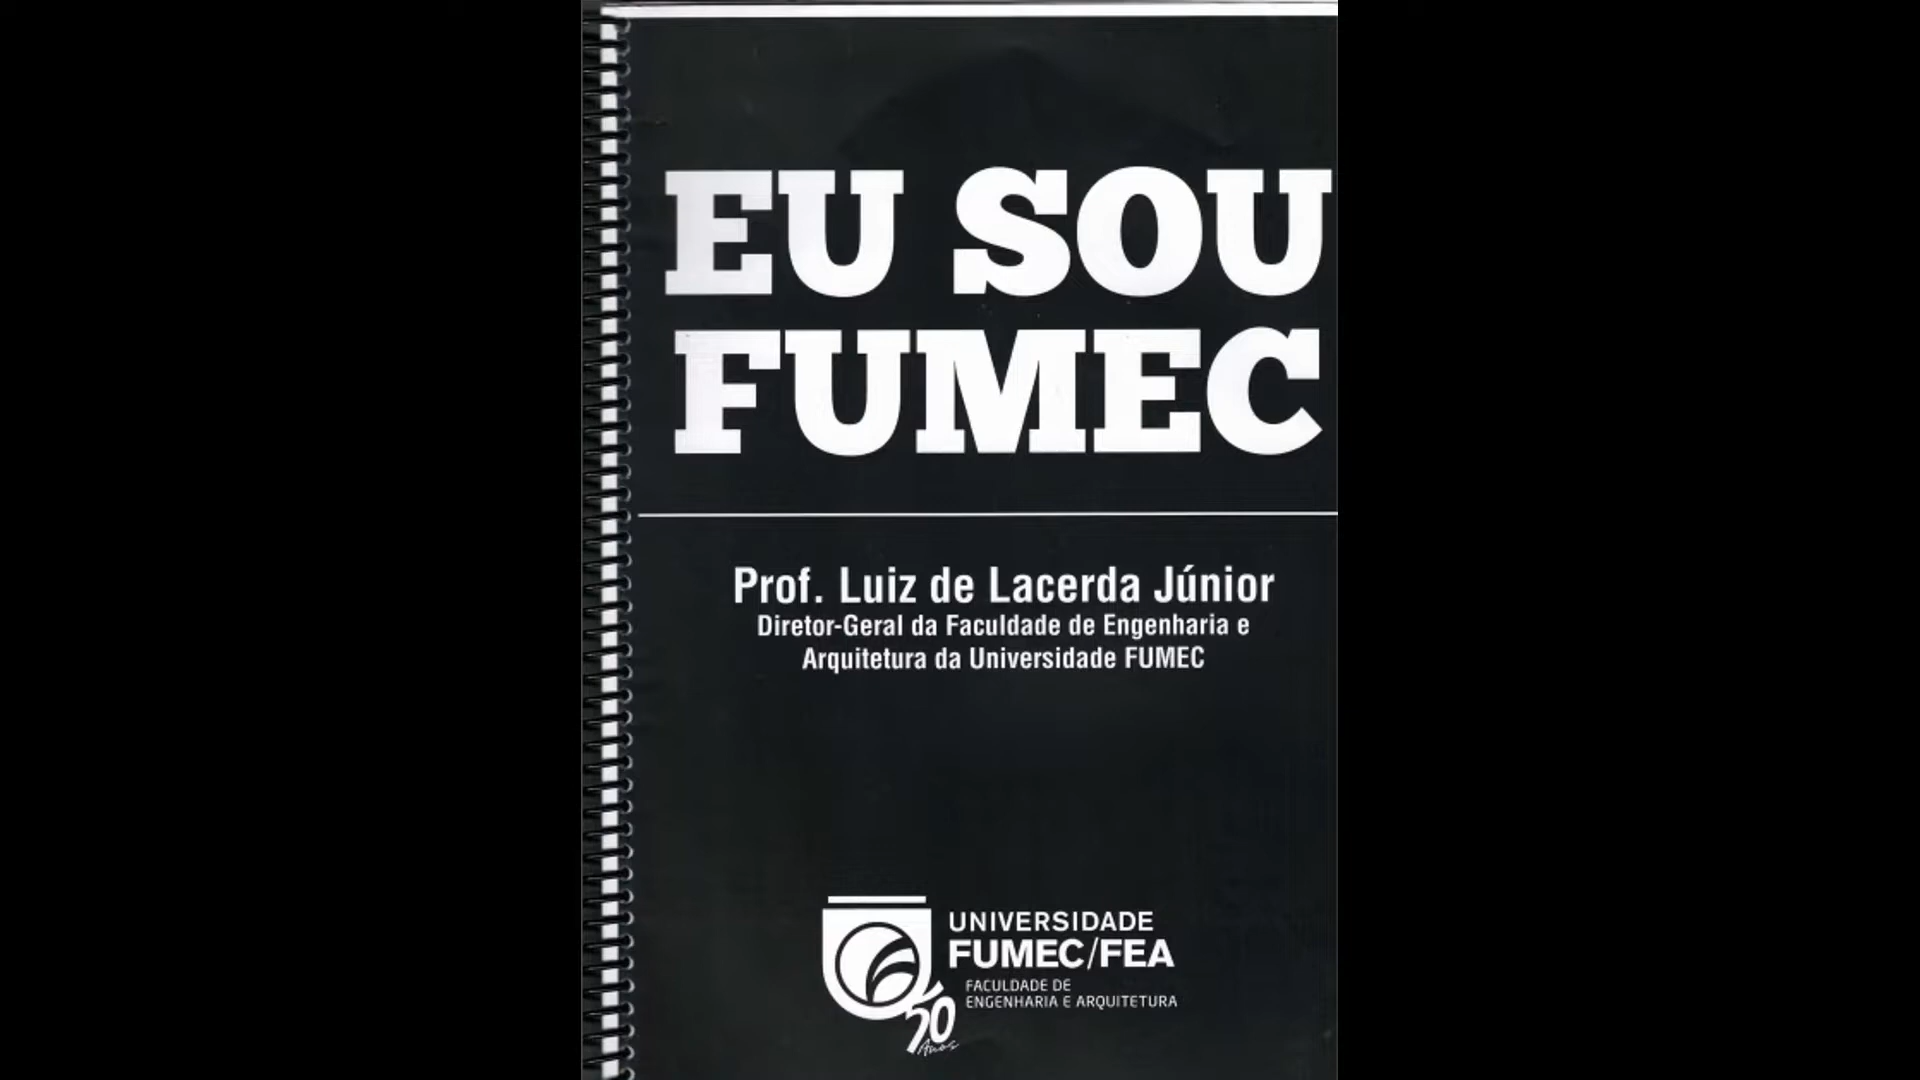 EU SOU
FUMEC
Prof. Luiz de Lacerda Júnior
Diretor-Geral da Faculdade de Engenharia e
Arquitetura da Universidade FUMEC
UNIVERSIDADE
FUMEC/FEA
FACULDADE DE
ENGENHARIA E ARQUITETURA
50
Anos